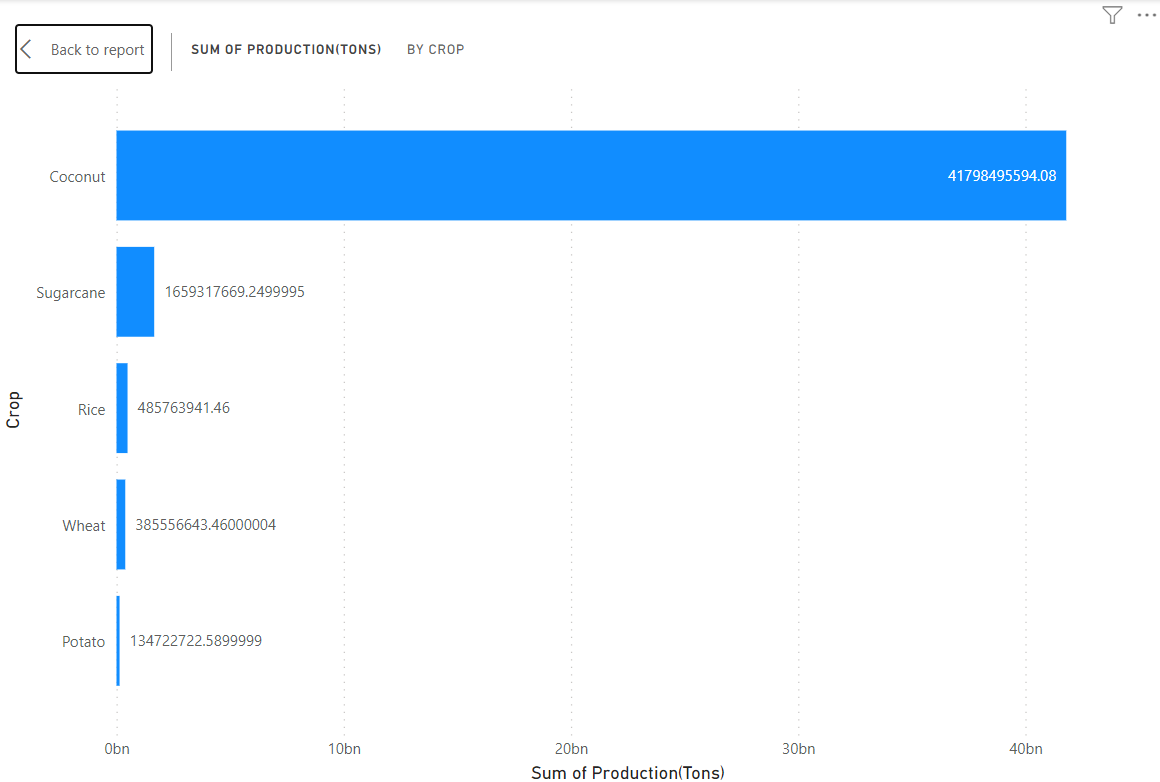 Back to report
SUM OF PRODUCTION(TONS) BY CROP
Coconut 41798495594.08
Sugarcane 1659317669.2499995
Crop
Rice 485763941.46
Wheat 385556643.46000004
Potato 134722722.5899999
0bn 10bn 20bn 30bn 40bn
Sum of Production(Tons)